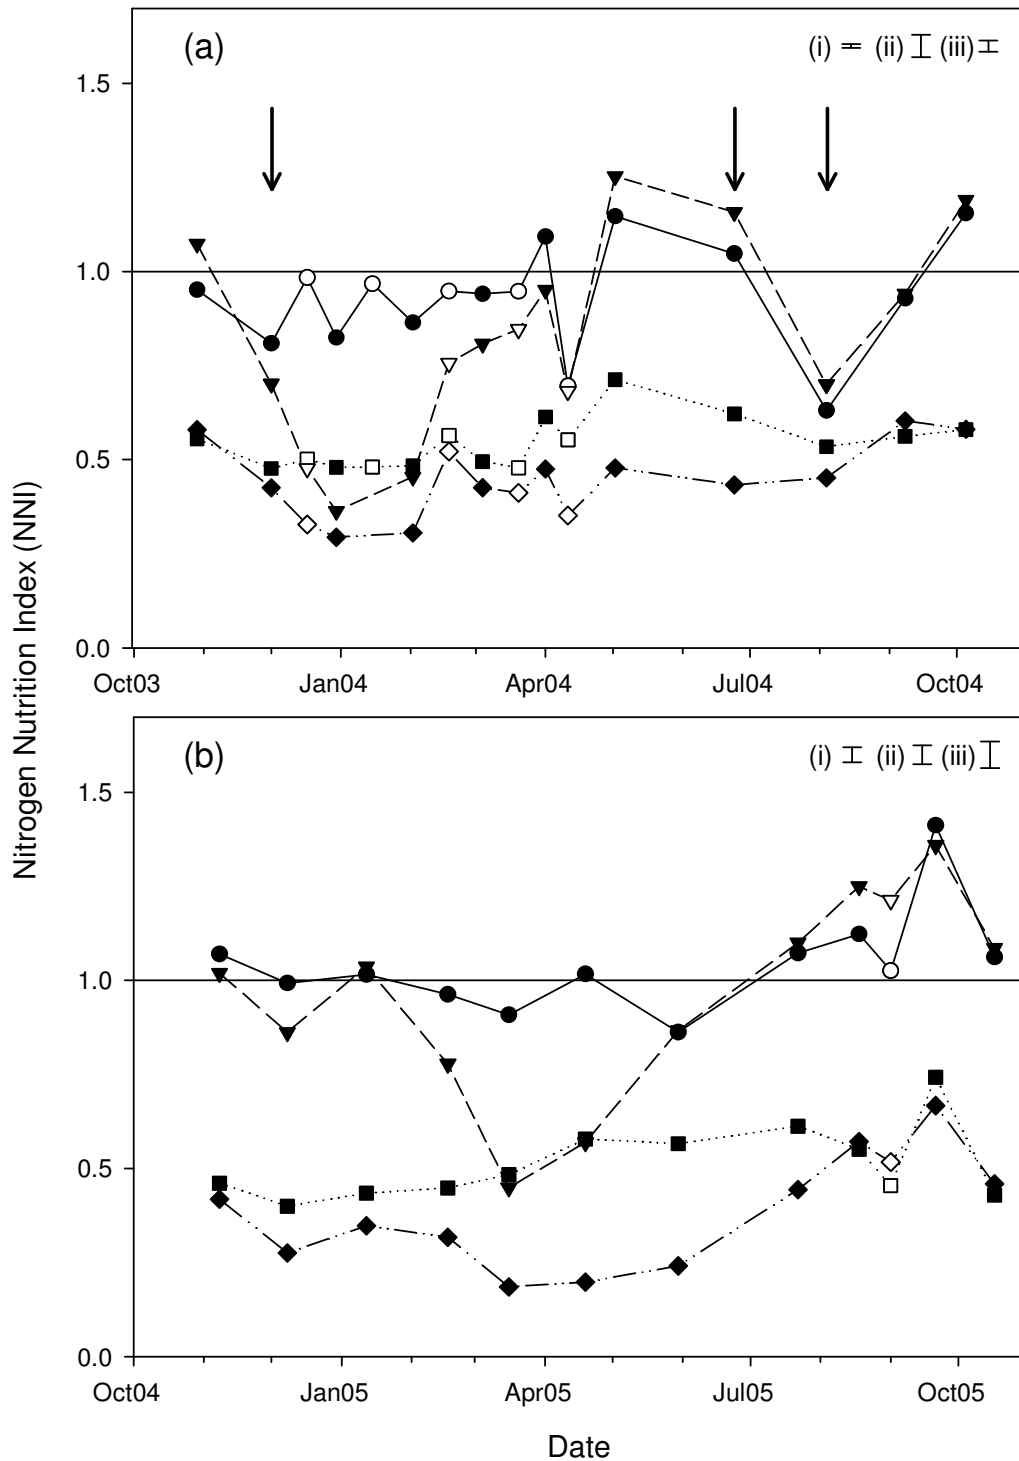 (a)
(i) (ii) (iii)
1.5
1.0
0.5
0.0
Oct03 Jan04 Apr04 Jul04 Oct04
Nitrogen Nutrition Index (NNI)
(b)
(i) (ii) (iii)
1.5
1.0
0.5
0.0
Oct04 Jan05 Apr05 Jul05 Oct05
Date